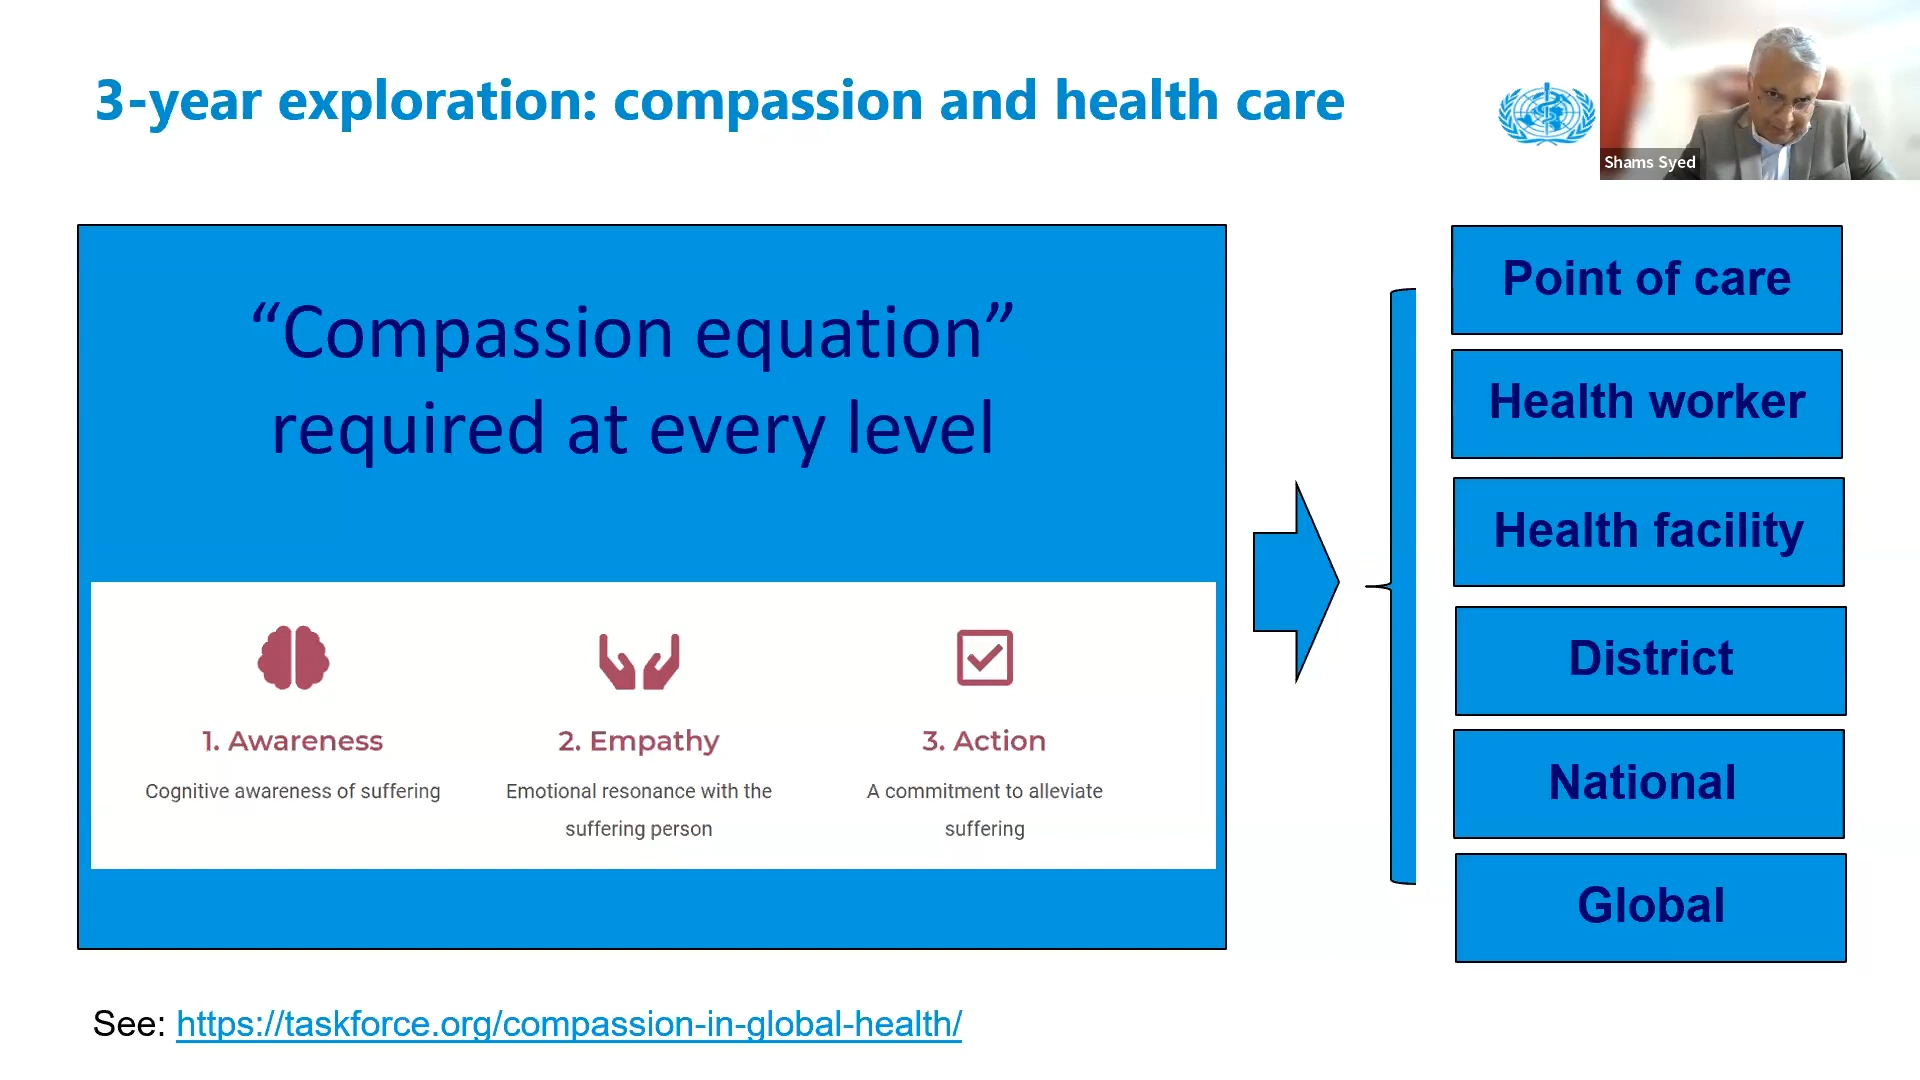 3-year exploration: compassion and health care
Shams Syed
“Compassion equation”
required at every level
1. Awareness
Cognitive awareness of suffering
2. Empathy
Emotional resonance with the
suffering person
3. Action
A commitment to alleviate
suffering
Point of care
Health worker
Health facility
District
National
Global
See: https://taskforce.org/compassion-in-global-health/